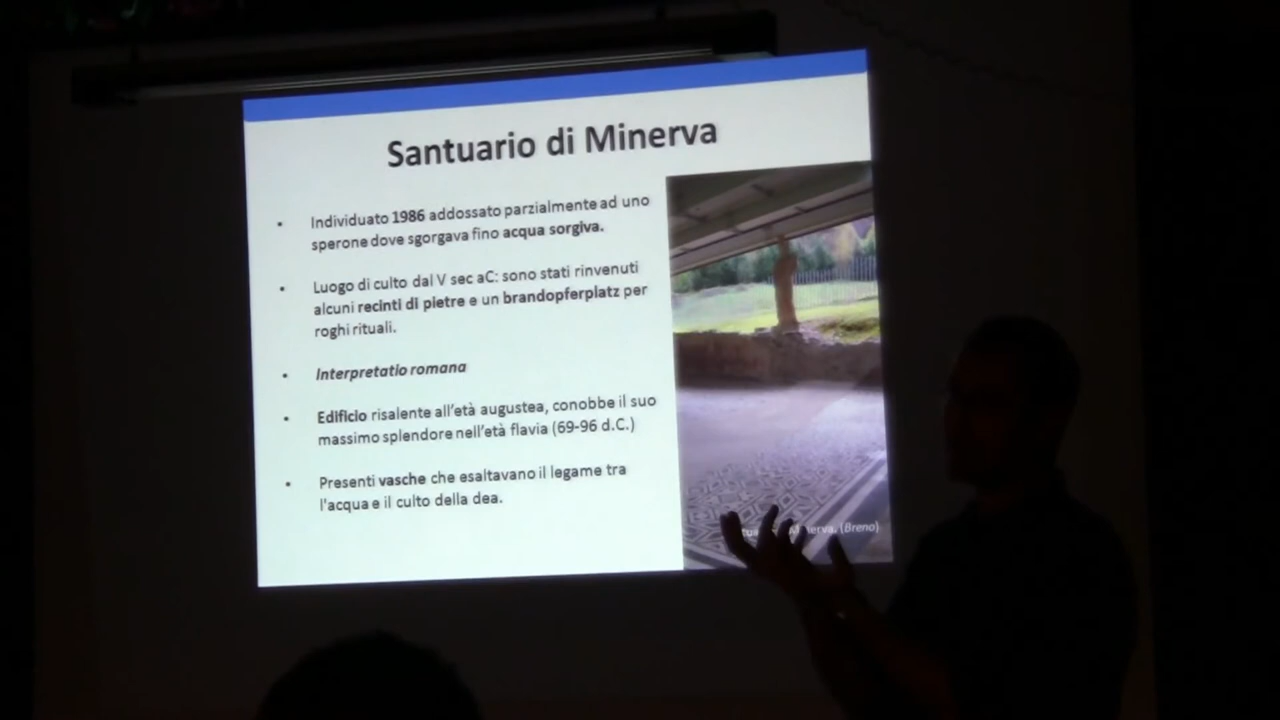 Santuario di Minerva
• Individuato 1986 addossato parzialmente ad uno
sperone dove sgorgava fino acqua sorgiva.
• Luogo di culto dal V sec aC: sono stati rinvenuti
alcuni recinti di pietre e un brandopferplatz per
roghi rituali.
• Interpretatio romana
• Edificio risalente all'età augustea, conobbe il suo
massimo splendore nell'età flavia (69-96 d.C.)
• Presenti vasche che esaltavano il legame tra
l'acqua e il culto della dea.
(Breno)